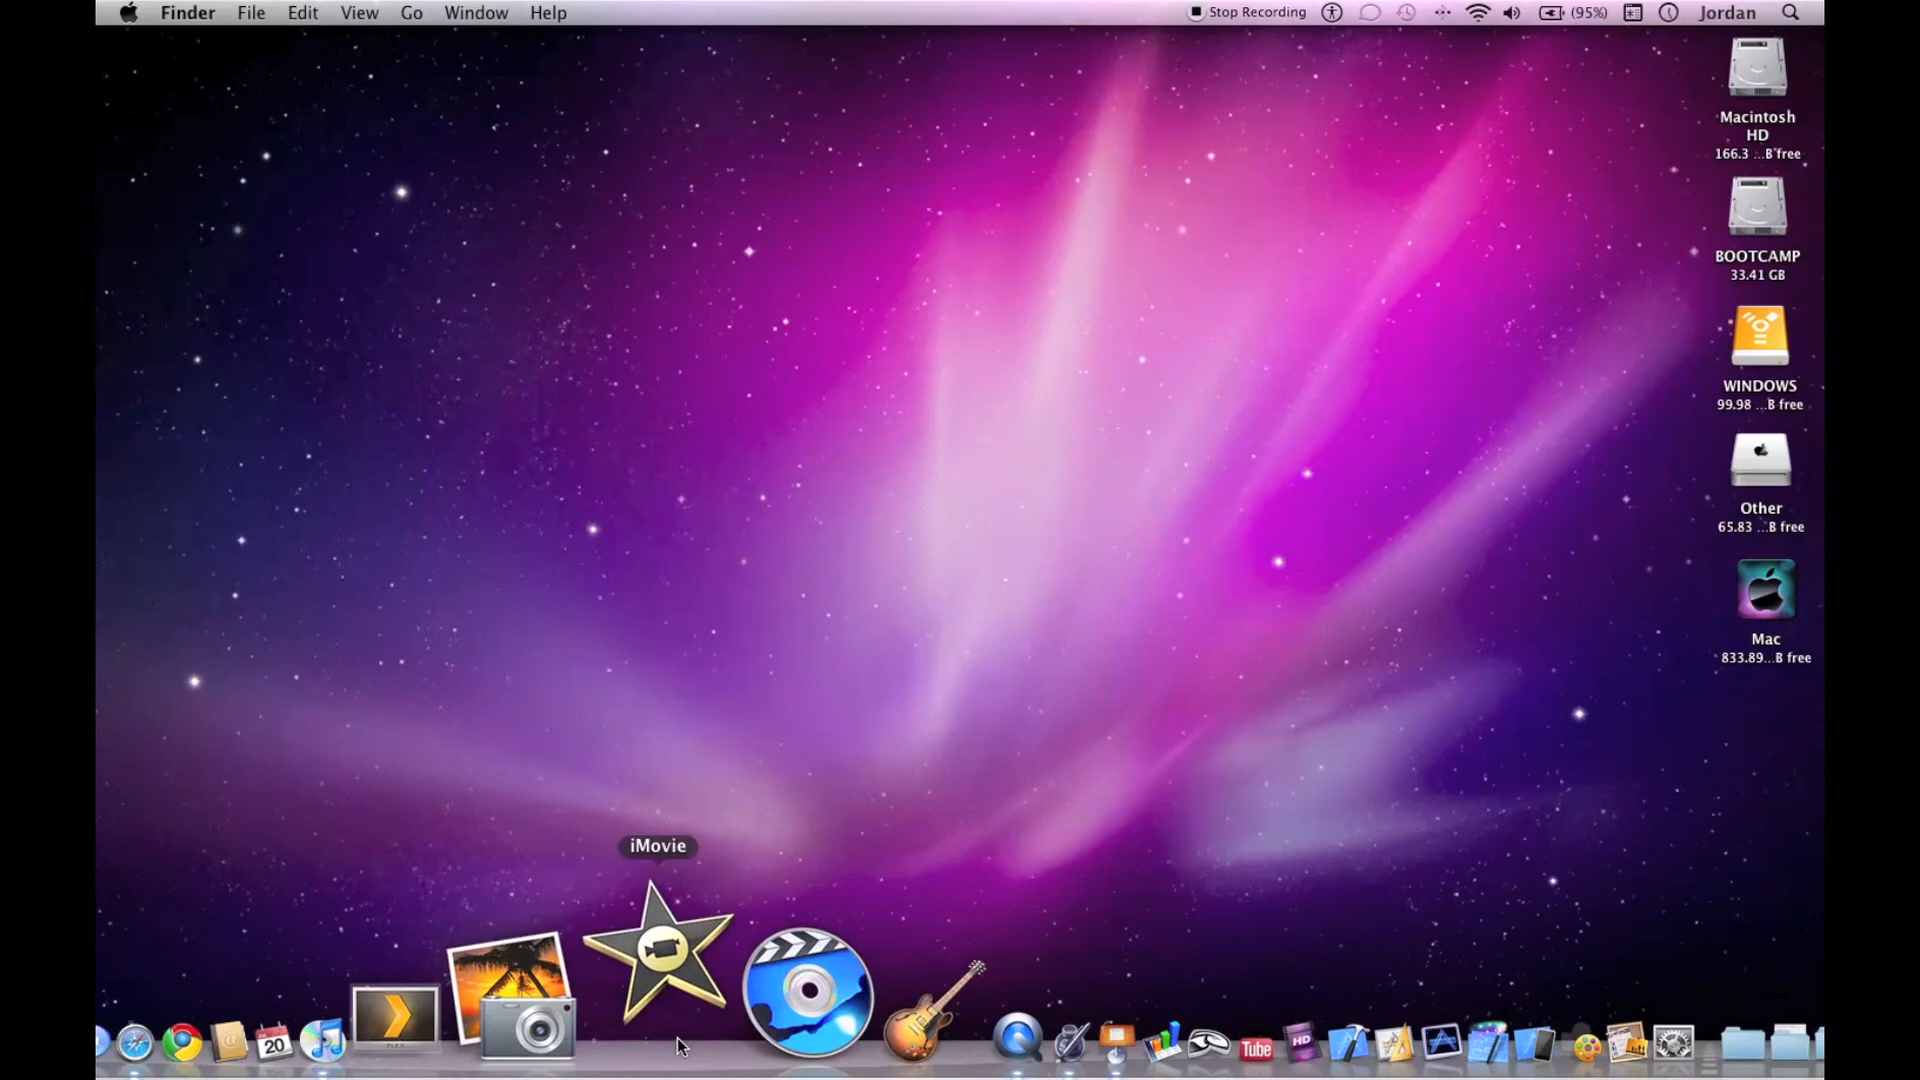 Finder File Edit View Go Window Help
Stop Recording (95%) Jordan
Macintosh
HD
166.3 ...B free
BOOTCAMP
33.41 GB
WINDOWS
99.98 ...B free
Other
65.83 ...B free
Mac
833.89...B free
iMovie
20
PLEX
Tube
HD